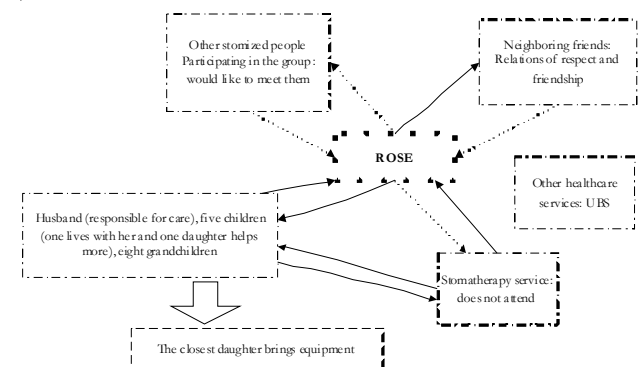 Other stomized people
Participating in the group:
would like to meet them
Neighboring friends:
Relations of respect and
friendship
ROSE
Other healthcare
services: UBS
Husband (responsible for care), five children
(one lives with her and one daughter helps
more), eight grandchildren
Stomatherapy service:
does not attend
The closest daughter brings equipment